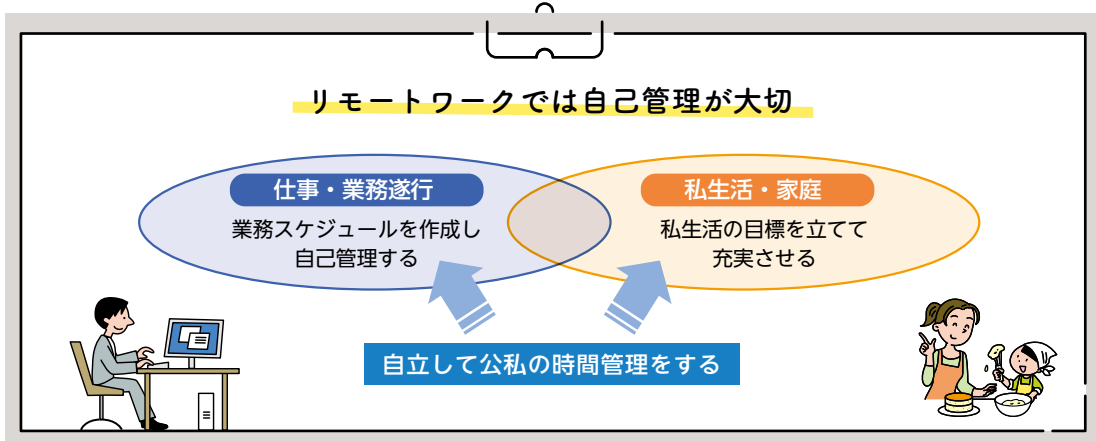 リモートワークでは自己管理が大切
仕事・業務遂行
業務スケジュールを作成し
自己管理する
私生活・家庭
私生活の目標を立てて
充実させる
自立して公私の時間管理をする